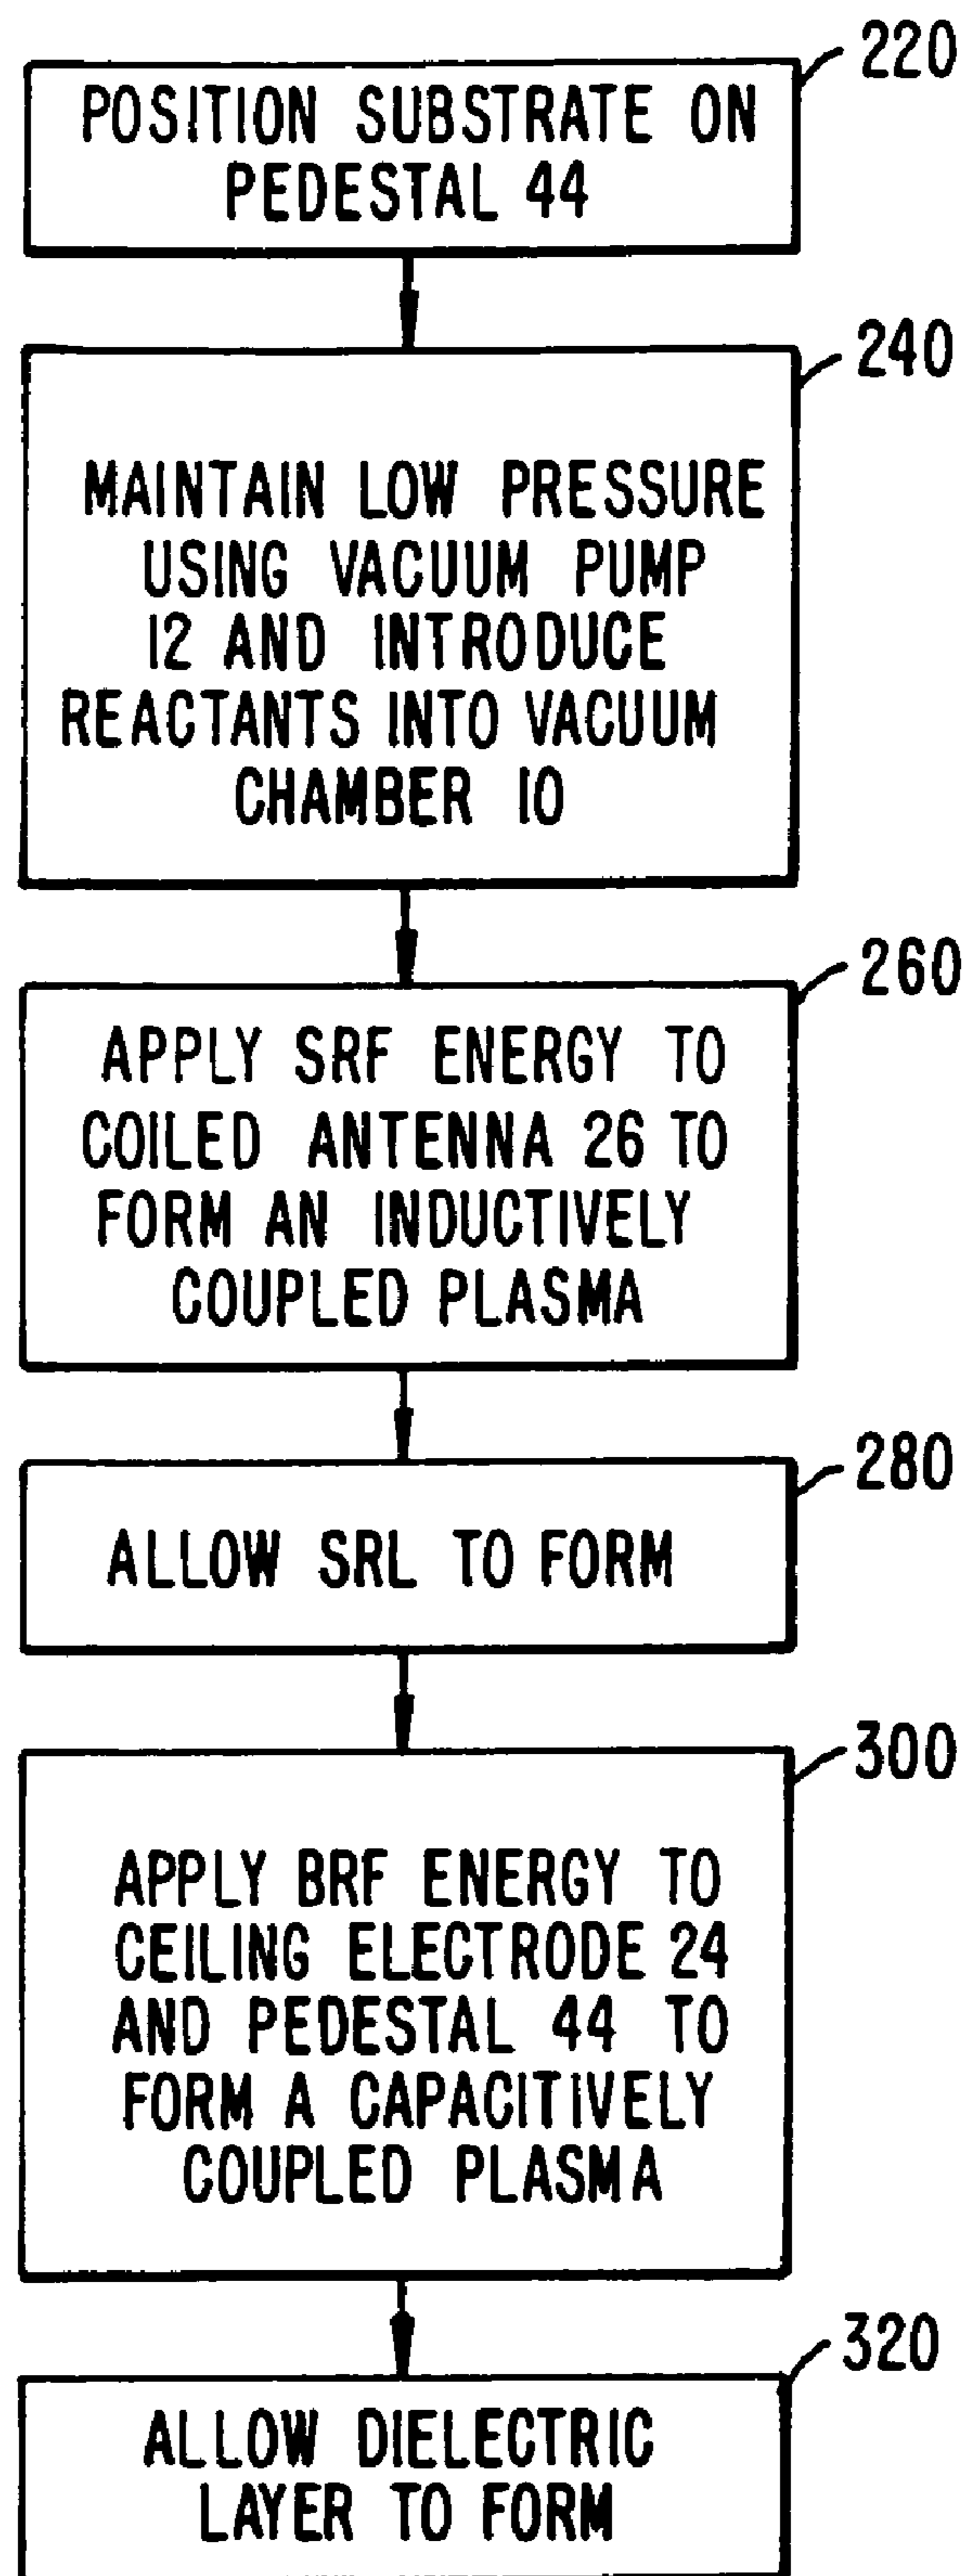 220
POSITION SUBSTRATE ON
PEDESTAL 44
240
MAINTAIN LOW PRESSURE
USING VACUUM PUMP
12 AND INTRODUCE
REACTANTS INTO VACUUM
CHAMBER 10
260
APPLY SRF ENERGY TO
COILED ANTENNA 26 TO
FORM AN INDUCTIVELY
COUPLED PLASMA
280
ALLOW SRL TO FORM
300
APPLY BRF ENERGY TO
CEILING ELECTRODE 24
AND PEDESTAL 44 TO
FORM A CAPACITIVELY
COUPLED PLASMA
320
ALLOW DIELECTRIC
LAYER TO FORM